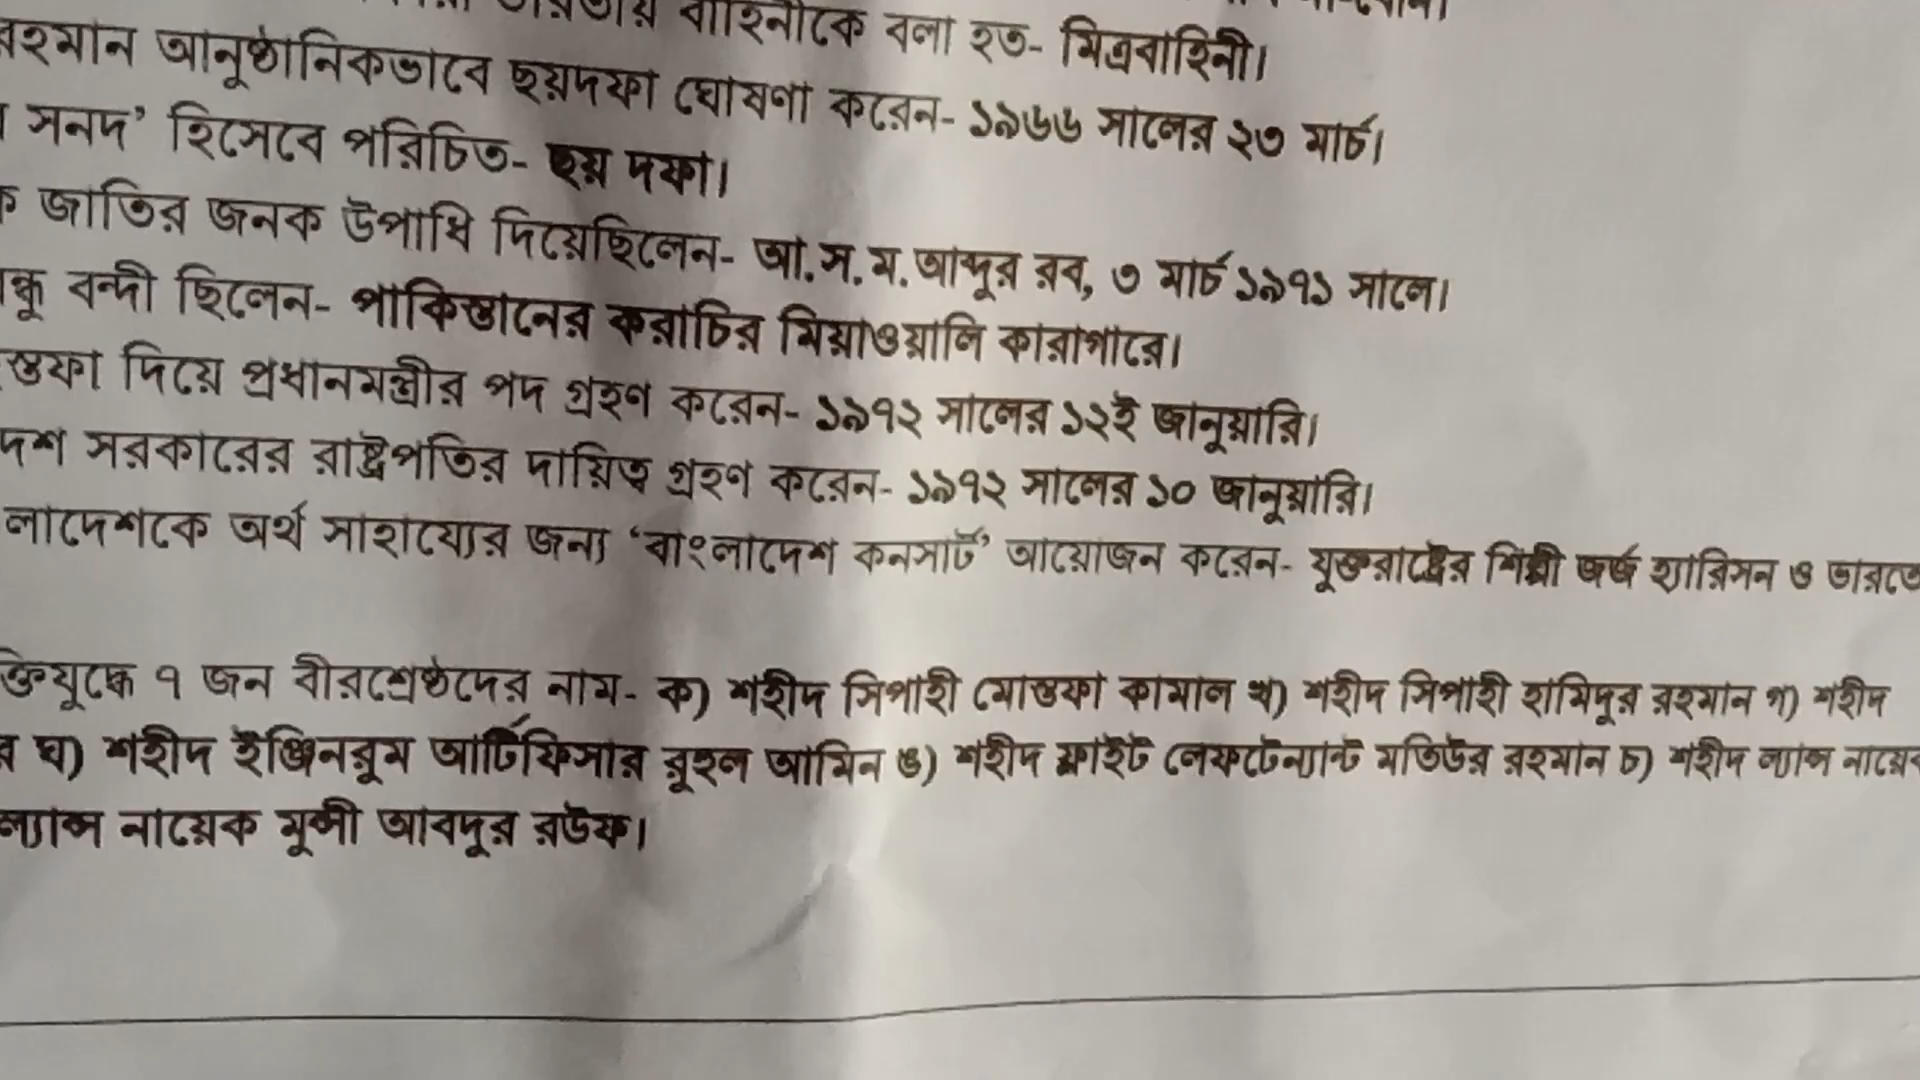 ভারতীয় বাহিনীকে বলা হত- মিত্রবাহিনী।
রহমান আনুষ্ঠানিকভাবে ছয়দফা ঘোষণা করেন- ১৯৬৬ সালের ২৩ মার্চ।
সনদ’ হিসেবে পরিচিত- ছয় দফা।
ক জাতির জনক উপাধি দিয়েছিলেন- আ.স.ম.আব্দুর রব, ৩ মার্চ ১৯৭১ সালে।
ন্ধু বন্দী ছিলেন- পাকিস্তানের করাচির মিয়াওয়ালি কারাগারে।
স্তফা দিয়ে প্রধানমন্ত্রীর পদ গ্রহণ করেন- ১৯৭২ সালের ১২ই জানুয়ারি।
দেশ সরকারের রাষ্ট্রপতির দায়িত্ব গ্রহণ করেন- ১৯৭২ সালের ১০ জানুয়ারি।
লাদেশকে অর্থ সাহায্যের জন্য ‘বাংলাদেশ কনসার্ট’ আয়োজন করেন- যুক্তরাষ্ট্রের শিল্পী জর্জ হ্যারিসন ও ভারতে
ক্তিযুদ্ধে ৭ জন বীরশ্রেষ্ঠদের নাম- ক) শহীদ সিপাহী মোস্তফা কামাল খ) শহীদ সিপাহী হামিদুর রহমান গ) শহীদ
র ঘ) শহীদ ইঞ্জিনরুম আর্টিফিসার রুহুল আমিন ঙ) শহীদ ফ্লাইট লেফটেন্যান্ট মতিউর রহমান চ) শহীদ ল্যান্স নায়েক
ল্যান্স নায়েক মুন্সী আবদুর রউফ।